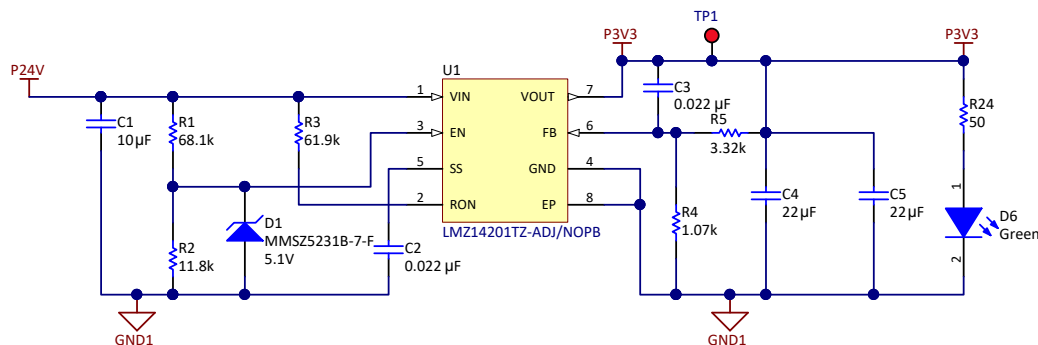 P24V
C1
10µF
R1
68.1k
R3
61.9k
R2
11.8k
D1
MMSZ5231B-7-F
5.1V
C2
0.022 µF
GND1
U1
1
VIN
3
EN
5
SS
2
RON
VOUT
7
FB
6
GND
4
EP
8
LMZ14201TZ-ADJ/NOPB
P3V3
TP1
P3V3
C3
0.022 µF
R5
3.32k
R4
1.07k
C4
22µF
C5
22µF
R24
50
1
D6
Green
2
GND1